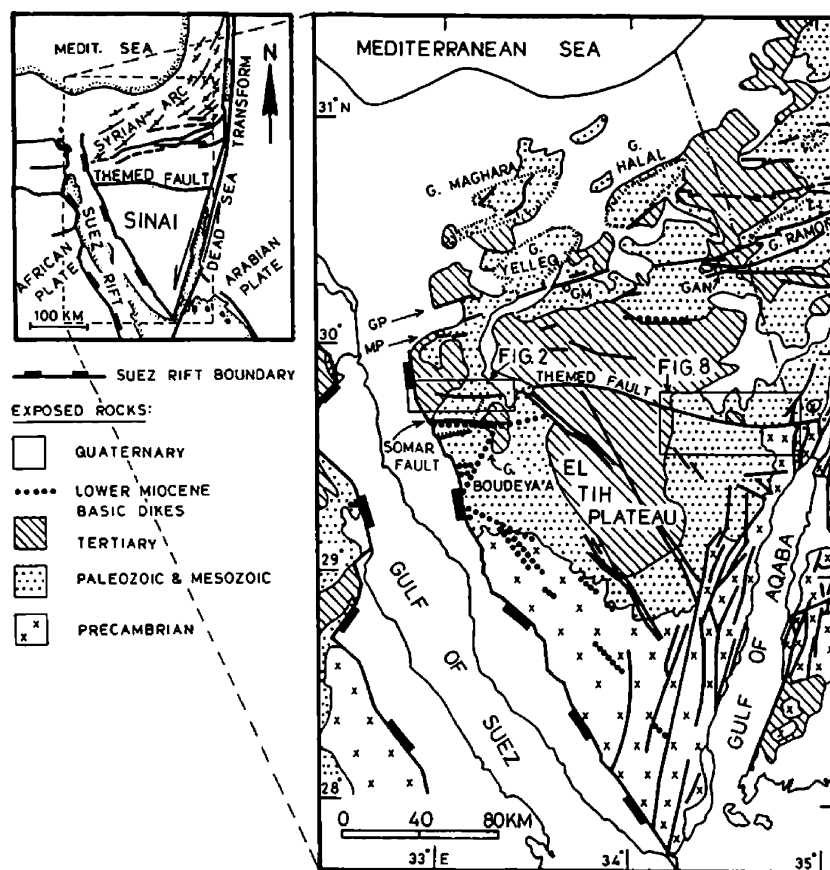 MEDIT. SEA
N
SYRIAN ARC
TRANSFORM
THEMED FAULT
SINAI
DEAD SEA
SUEZ RIFT
AFRICAN PLATE
ARABIAN PLATE
100 KM
SUEZ RIFT BOUNDARY
EXPOSED ROCKS:
QUATERNARY
LOWER MIOCENE
BASIC DIKES
TERTIARY
PALEOZOIC & MESOZOIC
PRECAMBRIAN
MEDITERRANEAN SEA
31°N
G. MAGHARA
G. HALAL
G. YELLEG
G. RAMON
GM
GAN
GP
MP
30°
FIG. 2
FIG. 8
THEMED FAULT
SOMAR FAULT
G. BOUDEYA'A
EL TIH PLATEAU
29°
GULF OF SUEZ
GULF OF AQABA
28°
0 40 80KM
33°E
34°
35°